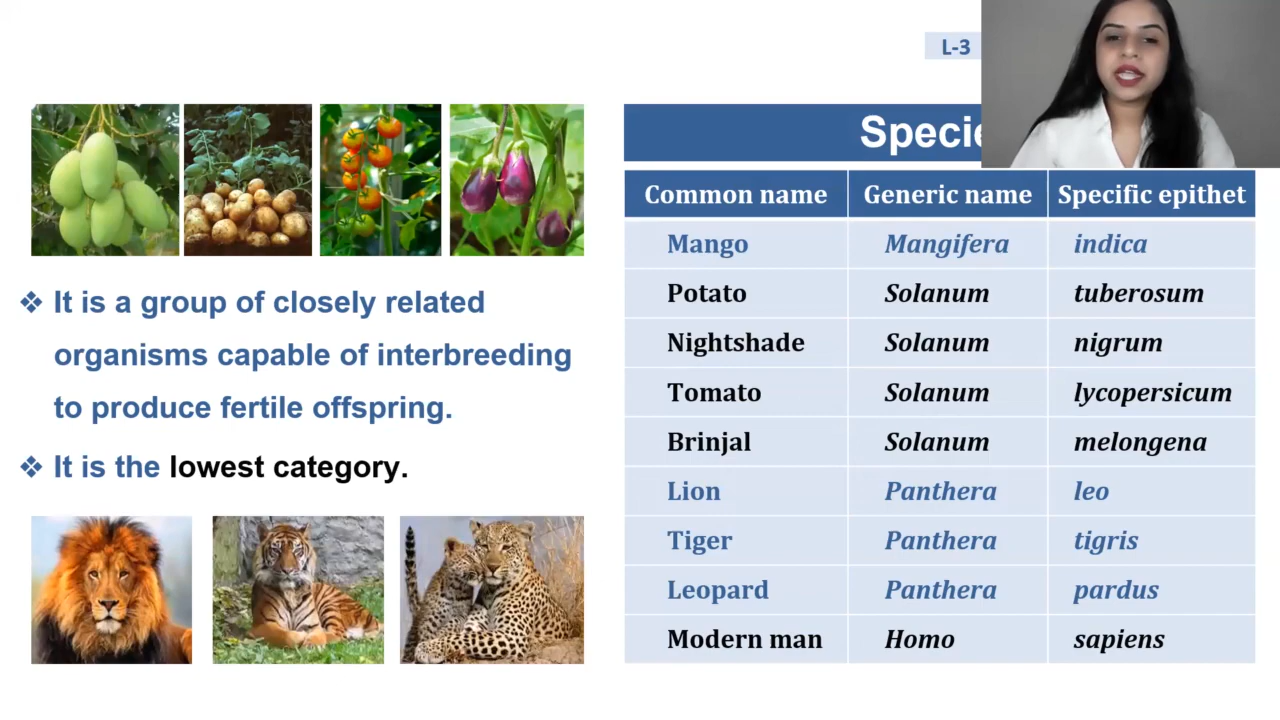 L-3
It is a group of closely related
organisms capable of interbreeding
to produce fertile offspring.
It is the lowest category.
Common name Generic name Specific epithet
Mango Mangifera indica
Potato Solanum tuberosum
Nightshade Solanum nigrum
Tomato Solanum lycopersicum
Brinjal Solanum melongena
Lion Panthera leo
Tiger Panthera tigris
Leopard Panthera pardus
Modern man Homo sapiens